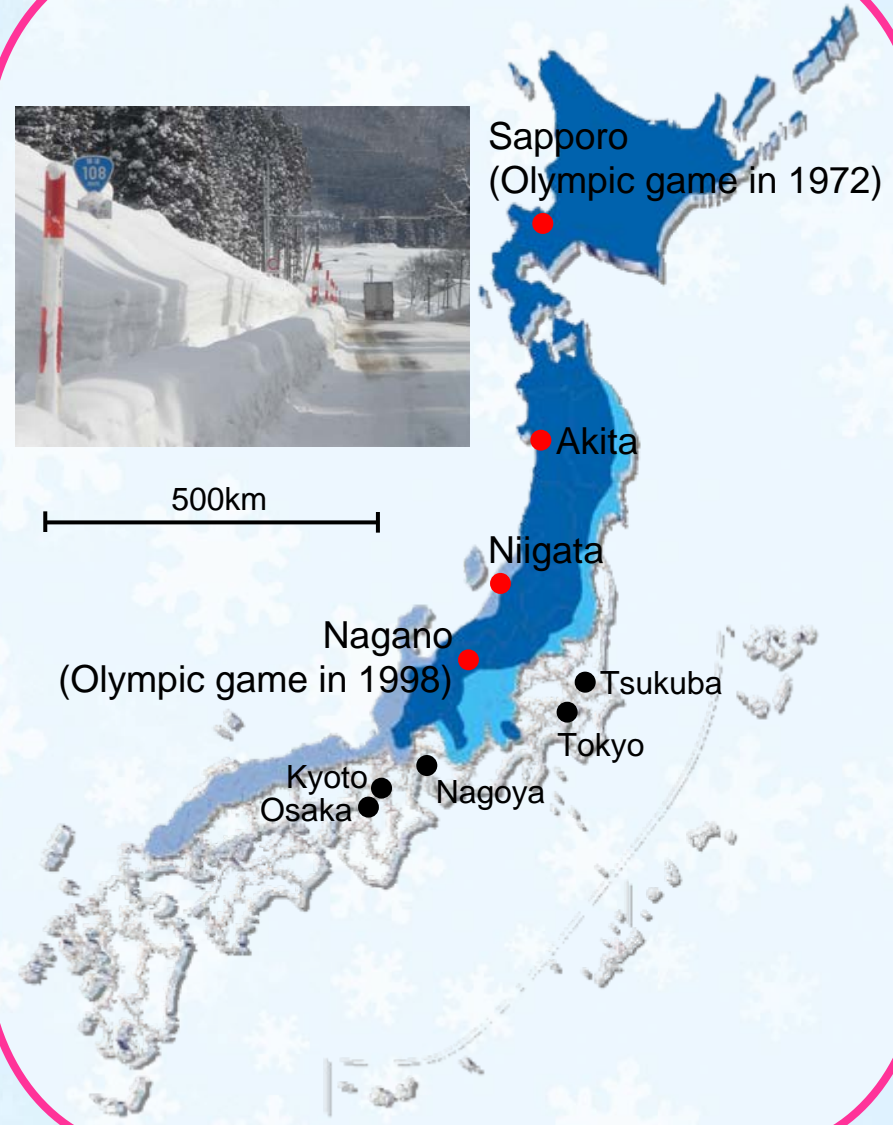 108
Sapporo
(Olympic game in 1972)
Akita
500km
Niigata
Nagano
(Olympic game in 1998)
Tsukuba
Tokyo
Kyoto
Nagoya
Osaka